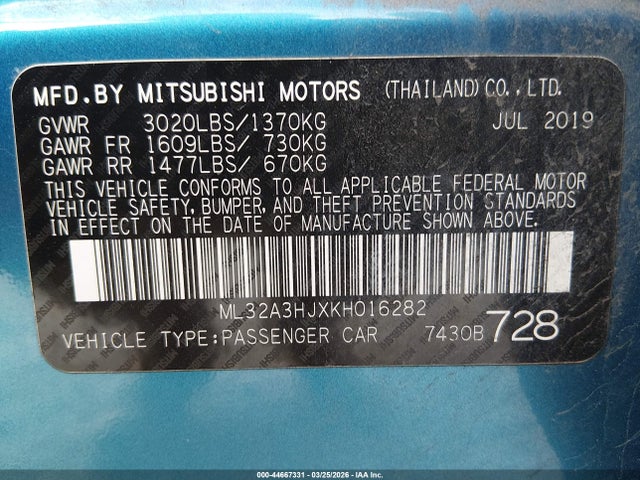 MFD.BY MITSUBISHI MOTORS (THAILAND)CO.,LTD.
GVWR 3020LBS/1370KG JUL 2019
GAWR FR 1609LBS/ 730KG
GAWR RR 1477LBS/ 670KG
THIS VEHICLE CONFORMS TO ALL APPLICABLE FEDERAL MOTOR
VEHICLE SAFETY, BUMPER, AND THEFT PREVENTION STANDARDS
IN EFFECT ON THE DATE OF MANUFACTURE SHOWN ABOVE.
ML32A3HJXKH016282
VEHICLE TYPE:PASSENGER CAR 7430B 728
000-44667331 - 03/25/2026 - IAAC